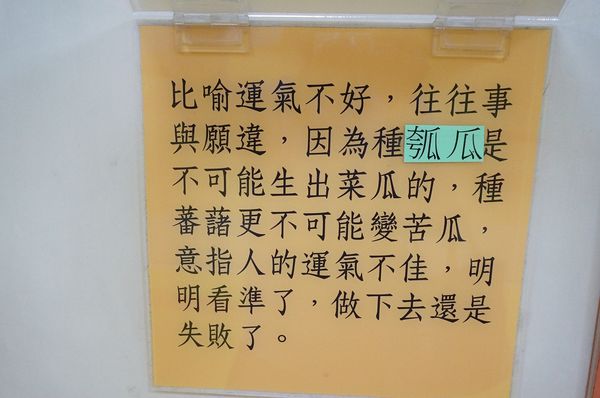 比喻運氣不好，往往事
與願違，因為種瓠瓜是
不可能生出菜瓜的，種
蕃藷更不可能變苦瓜，
意指人的運氣不佳，明
明看準了，做下去還是
失敗了。